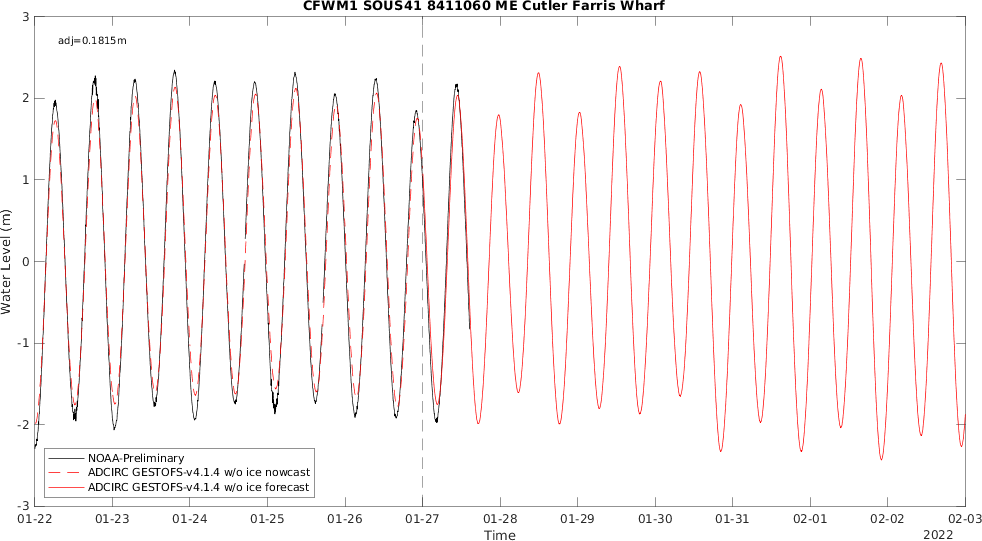 CFWM1 SOUS41 8411060 ME Cutler Farris Wharf
adj=0.1815m
3
2
1
0
-1
-2
-3
Water Level (m)
NOAA-Preliminary
ADCIRC GESTOFS-v4.1.4 w/o ice nowcast
ADCIRC GESTOFS-v4.1.4 w/o ice forecast
01-22 01-23 01-24 01-25 01-26 01-27 01-28 01-29 01-30 01-31 02-01 02-02 02-03
Time
2022